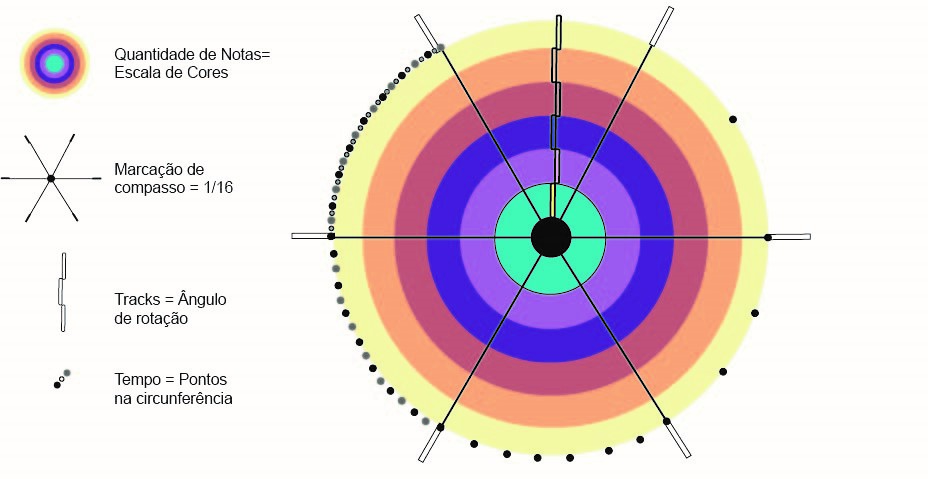 Quantidade de Notas=
Escala de Cores
Marcação de
compasso = 1/16
Tracks = Ângulo
de rotação
Tempo = Pontos
na circunferência